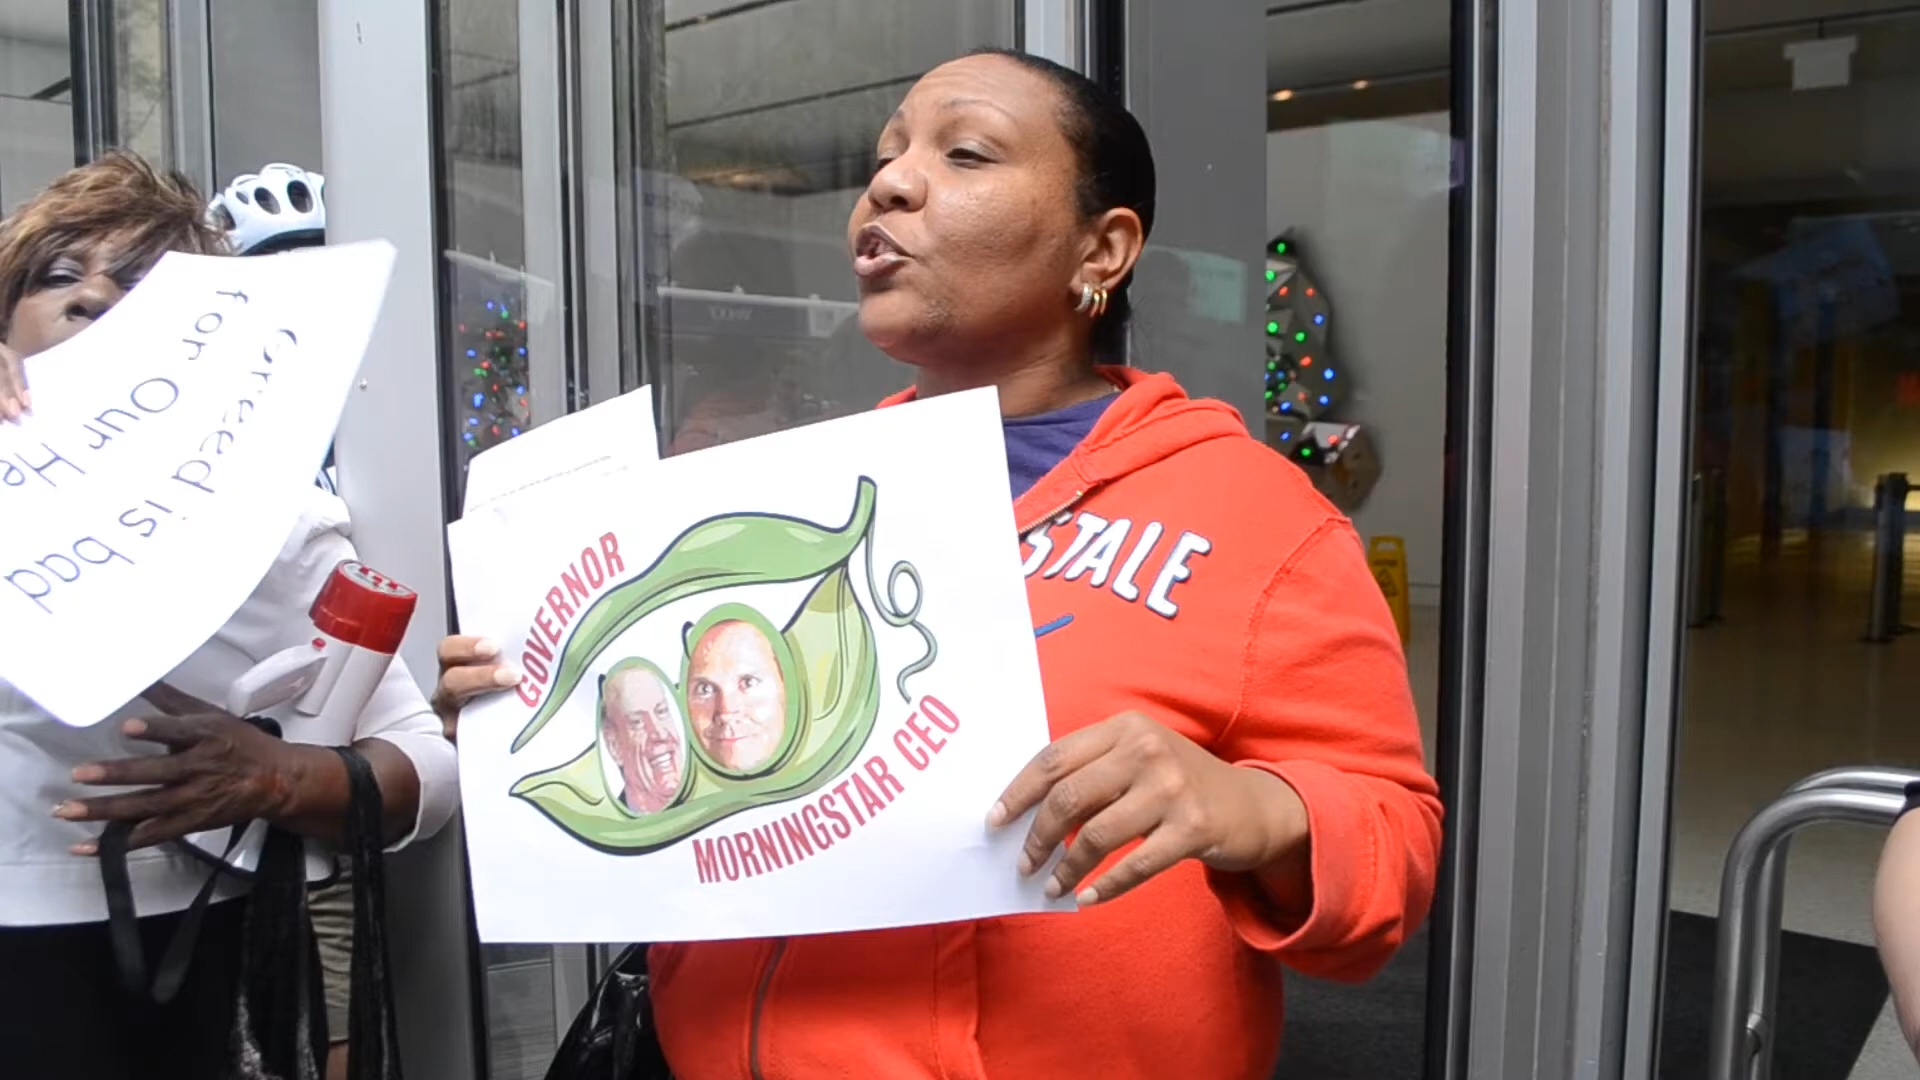 Greed is bad
for Our He
GOVERNOR
MORNINGSTAR CEO
STALE